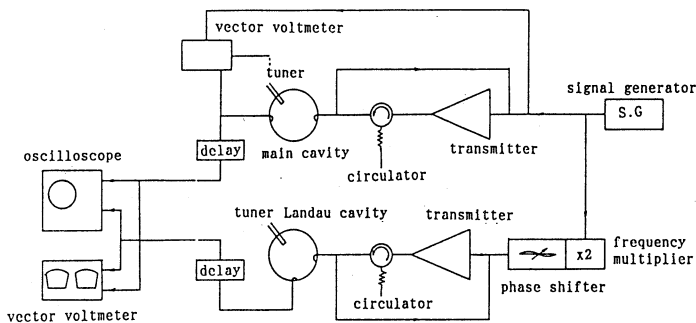 vector voltmeter
tuner
signal generator
S.G
delay
main cavity
transmitter
oscilloscope
circulator
tuner Landau cavity
transmitter
delay
x2
frequency
multiplier
phase shifter
circulator
vector voltmeter